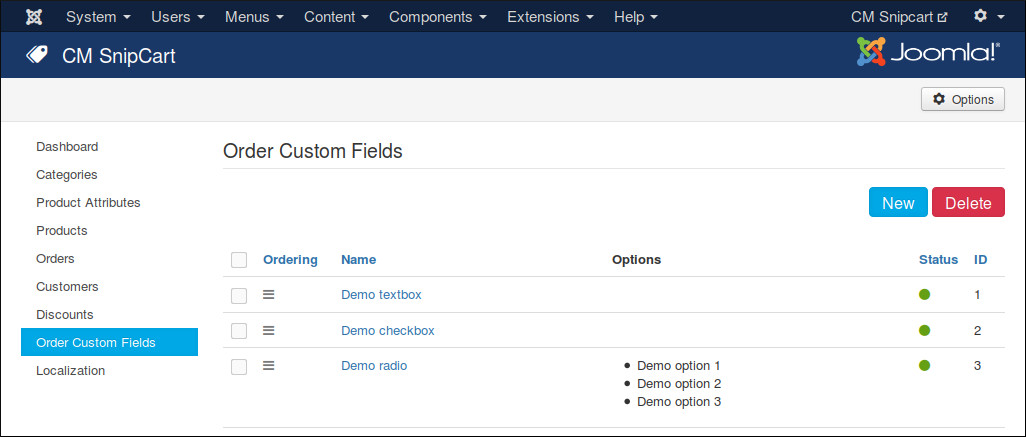 System Users Menus Content Components Extensions Help CM Snipcart
CM SnipCart Joomla!®
Options
Dashboard
Categories
Product Attributes
Products
Orders
Customers
Discounts
Order Custom Fields
Localization
Order Custom Fields
New Delete
Ordering Name Options Status ID
Demo textbox 1
Demo checkbox 2
Demo radio Demo option 1 3
Demo option 2
Demo option 3